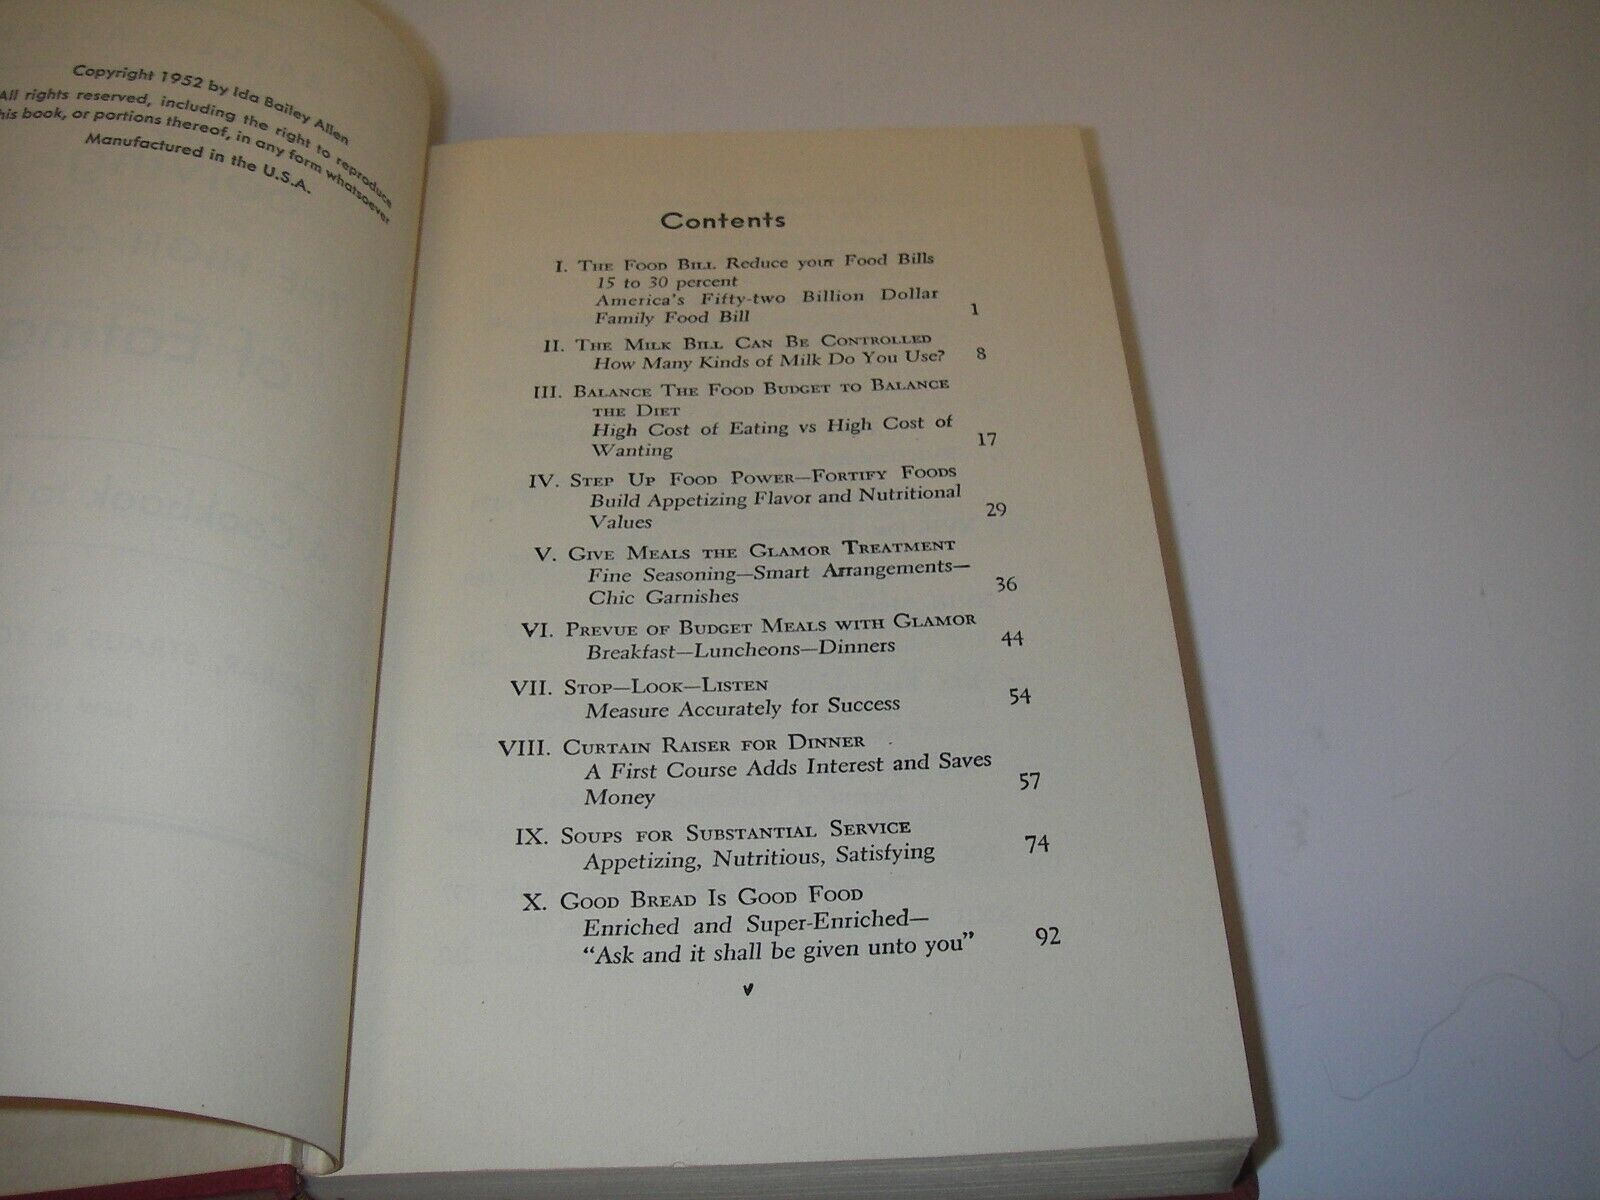 Copyright 1952 by Ida Bailey Allen
All rights reserved, including the right to reproduce
his book, or portions thereof, in any form whatsoever
Manufactured in the U.S.A.
Contents
I. The Food Bill Reduce your Food Bills
15 to 30 percent
America's Fifty-two Billion Dollar
Family Food Bill 1
II. The Milk Bill Can Be Controlled
How Many Kinds of Milk Do You Use? 8
III. Balance The Food Budget to Balance
the Diet
High Cost of Eating vs High Cost of
Wanting 17
IV. Step Up Food Power—Fortify Foods
Build Appetizing Flavor and Nutritional
Values 29
V. Give Meals the Glamor Treatment
Fine Seasoning—Smart Arrangements—
Chic Garnishes 36
VI. Prevue of Budget Meals with Glamor
Breakfast—Luncheons—Dinners 44
VII. Stop—Look—Listen
Measure Accurately for Success 54
VIII. Curtain Raiser for Dinner
A First Course Adds Interest and Saves
Money 57
IX. Soups for Substantial Service
Appetizing, Nutritious, Satisfying 74
X. Good Bread Is Good Food
Enriched and Super-Enriched—
"Ask and it shall be given unto you" 92